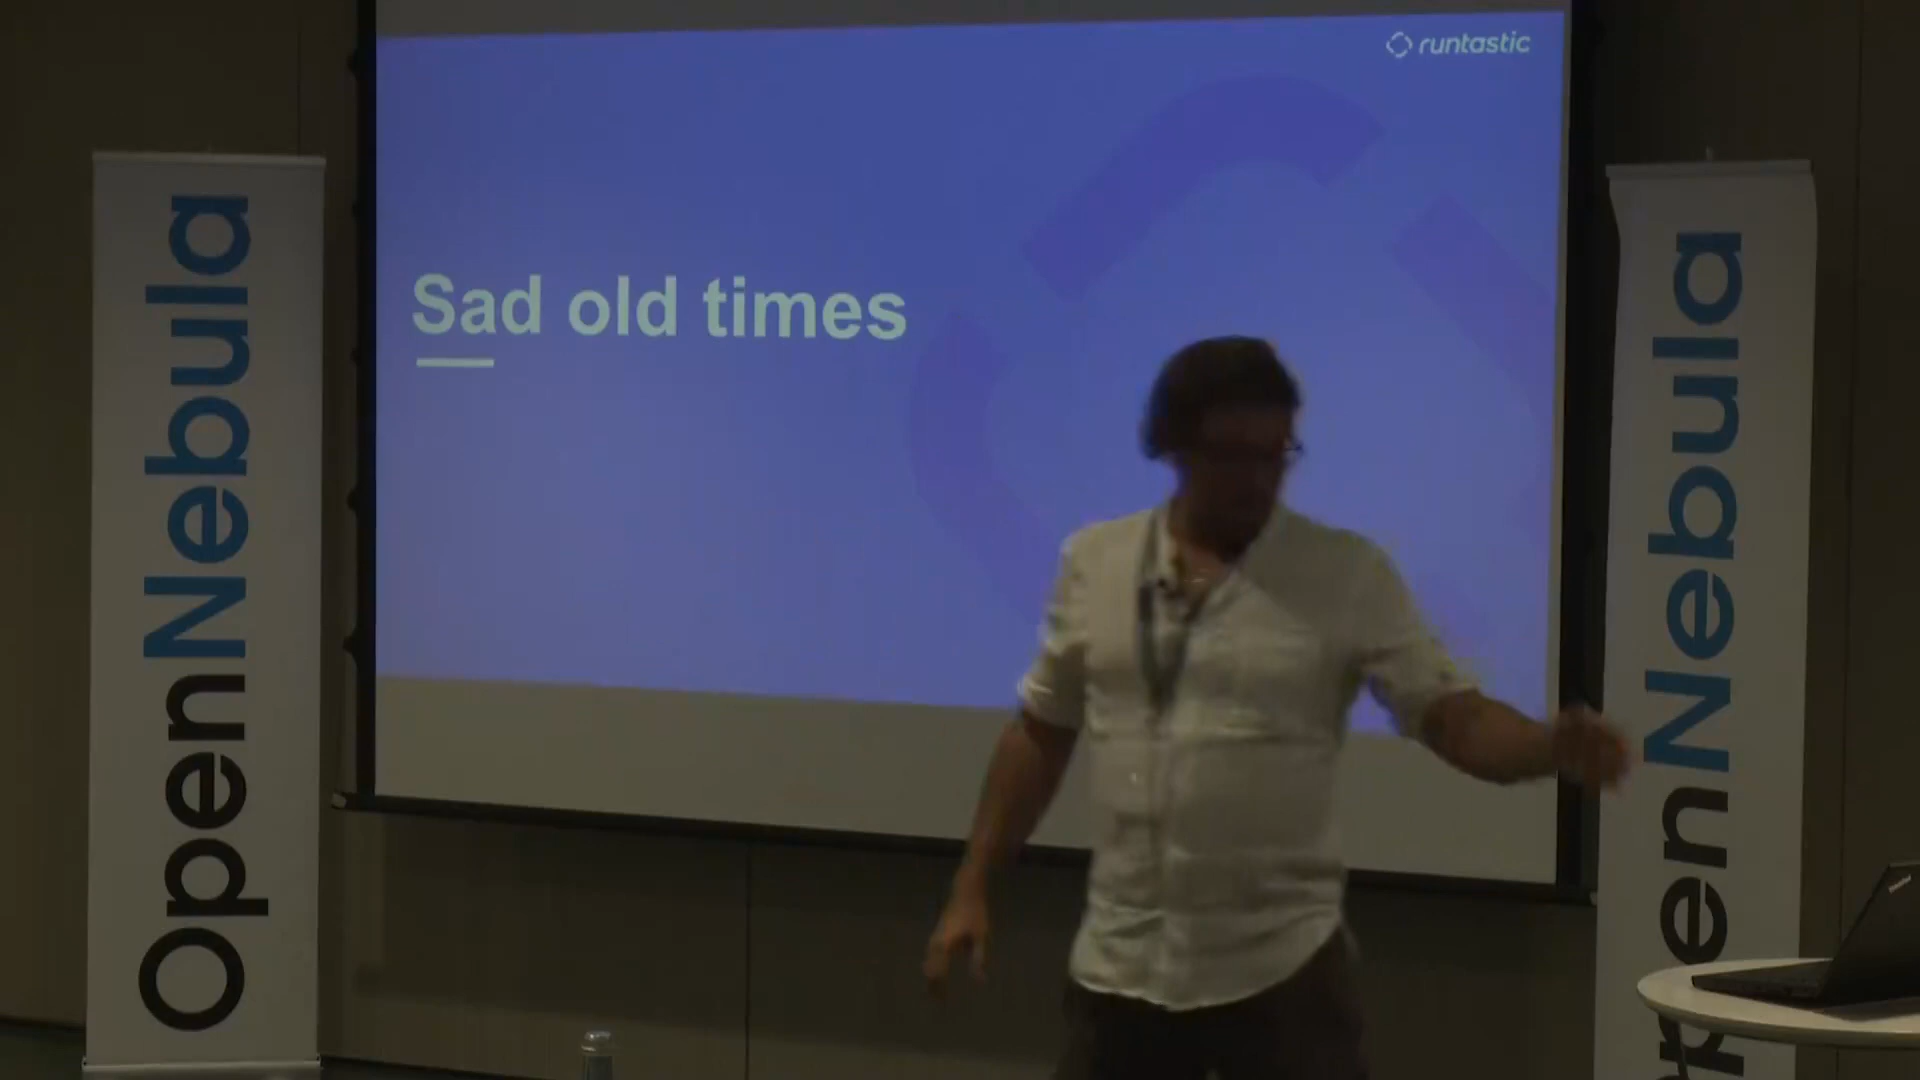 OpenNebula
runtastic
Sad old times
OpenNebula